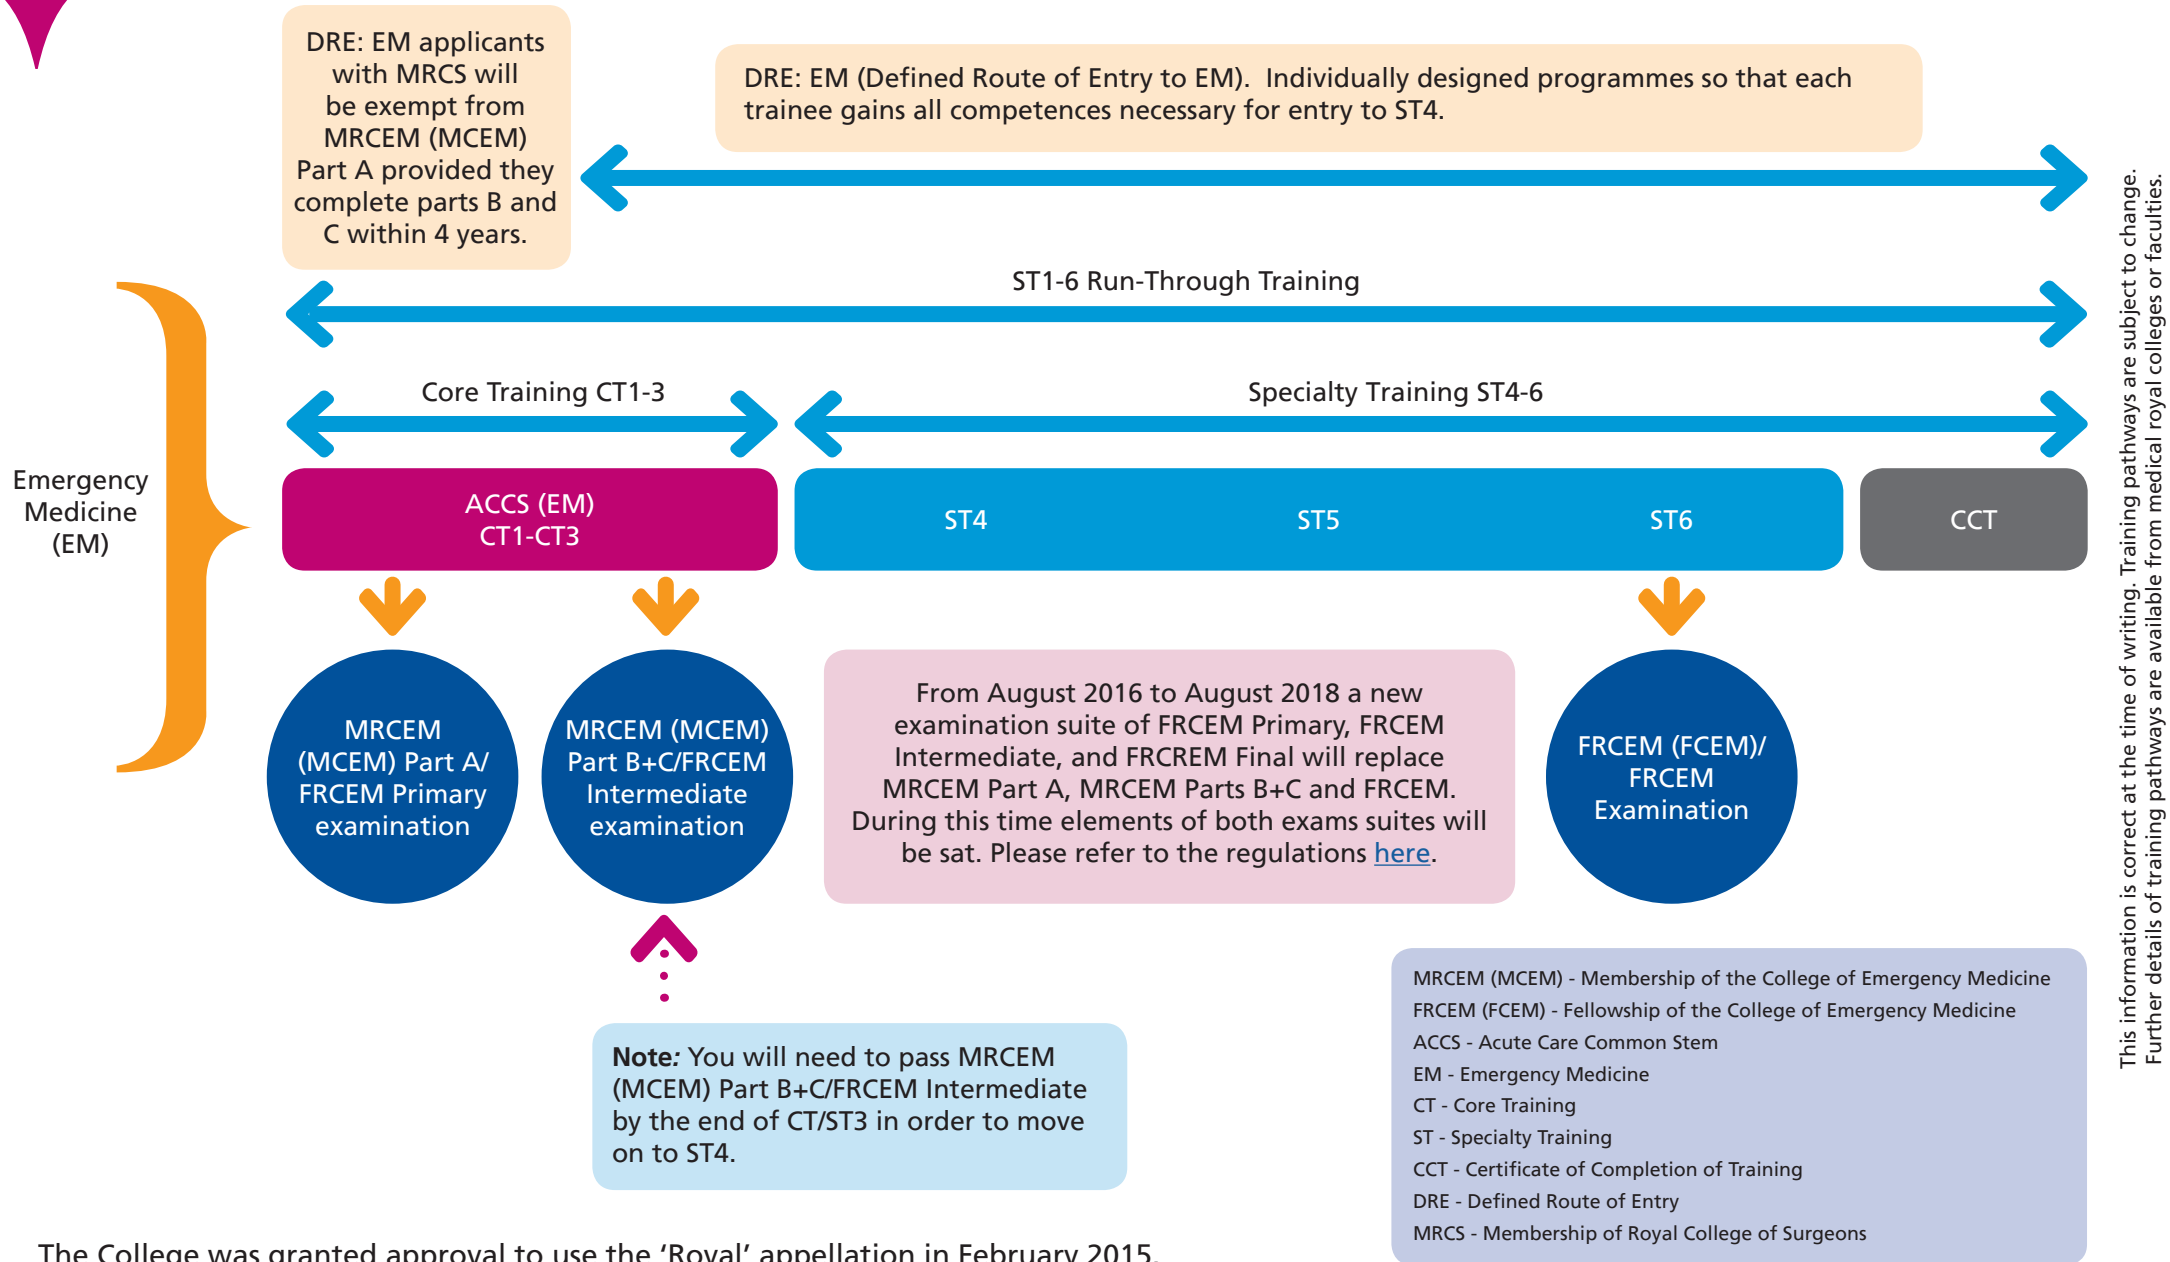 DRE: EM applicants
with MRCS will
be exempt from
MRCEM (MCEM)
Part A provided they
complete parts B and
C within 4 years.
DRE: EM (Defined Route of Entry to EM).  Individually designed programmes so that each
trainee gains all competences necessary for entry to ST4.
ST1-6 Run-Through Training
Core Training CT1-3
Specialty Training ST4-6
Emergency
Medicine
(EM)
ACCS (EM)
CT1-CT3
ST4
ST5
ST6
CCT
MRCEM
(MCEM) Part A/
FRCEM Primary
examination
MRCEM (MCEM)
Part B+C/FRCEM
Intermediate
examination
From August 2016 to August 2018 a new
examination suite of FRCEM Primary, FRCEM
Intermediate, and FRCREM Final will replace
MRCEM Part A, MRCEM Parts B+C and FRCEM.
During this time elements of both exams suites will
be sat. Please refer to the regulations here.
FRCEM (FCEM)/
FRCEM
Examination
Note: You will need to pass MRCEM
(MCEM) Part B+C/FRCEM Intermediate
by the end of CT/ST3 in order to move
on to ST4.
MRCEM (MCEM) - Membership of the College of Emergency Medicine
FRCEM (FCEM) - Fellowship of the College of Emergency Medicine
ACCS - Acute Care Common Stem
EM - Emergency Medicine
CT - Core Training
ST - Specialty Training
CCT - Certificate of Completion of Training
DRE - Defined Route of Entry
MRCS - Membership of Royal College of Surgeons
The College was granted approval to use the ‘Royal’ appellation in February 2015.
This information is correct at the time of writing. Training pathways are subject to change.
Further details of training pathways are available from medical royal colleges or faculties.